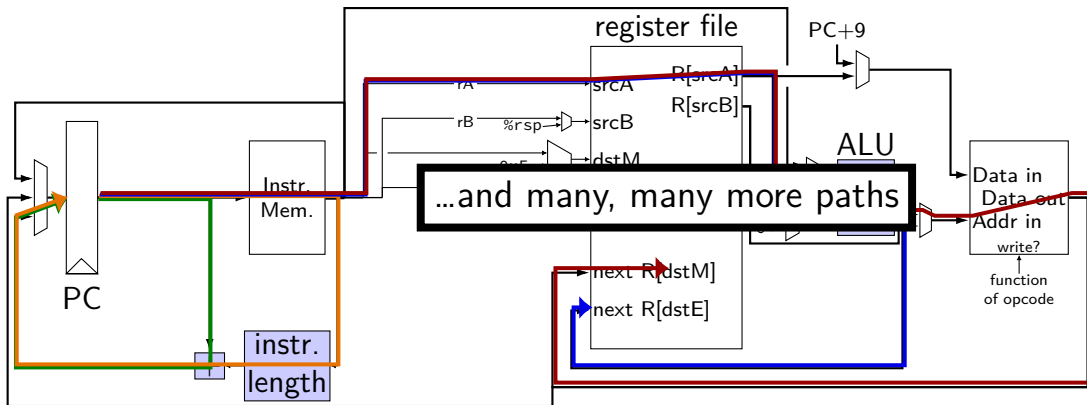 register file
PC+9
R[srcA]
rA
srcA
R[srcB]
rB
%rsp
srcB
ALU
dstM
Instr.
Mem.
…and many, many more paths
Data in
Data out
Addr in
write?
function
of opcode
next R[dstM]
PC
next R[dstE]
instr.
length